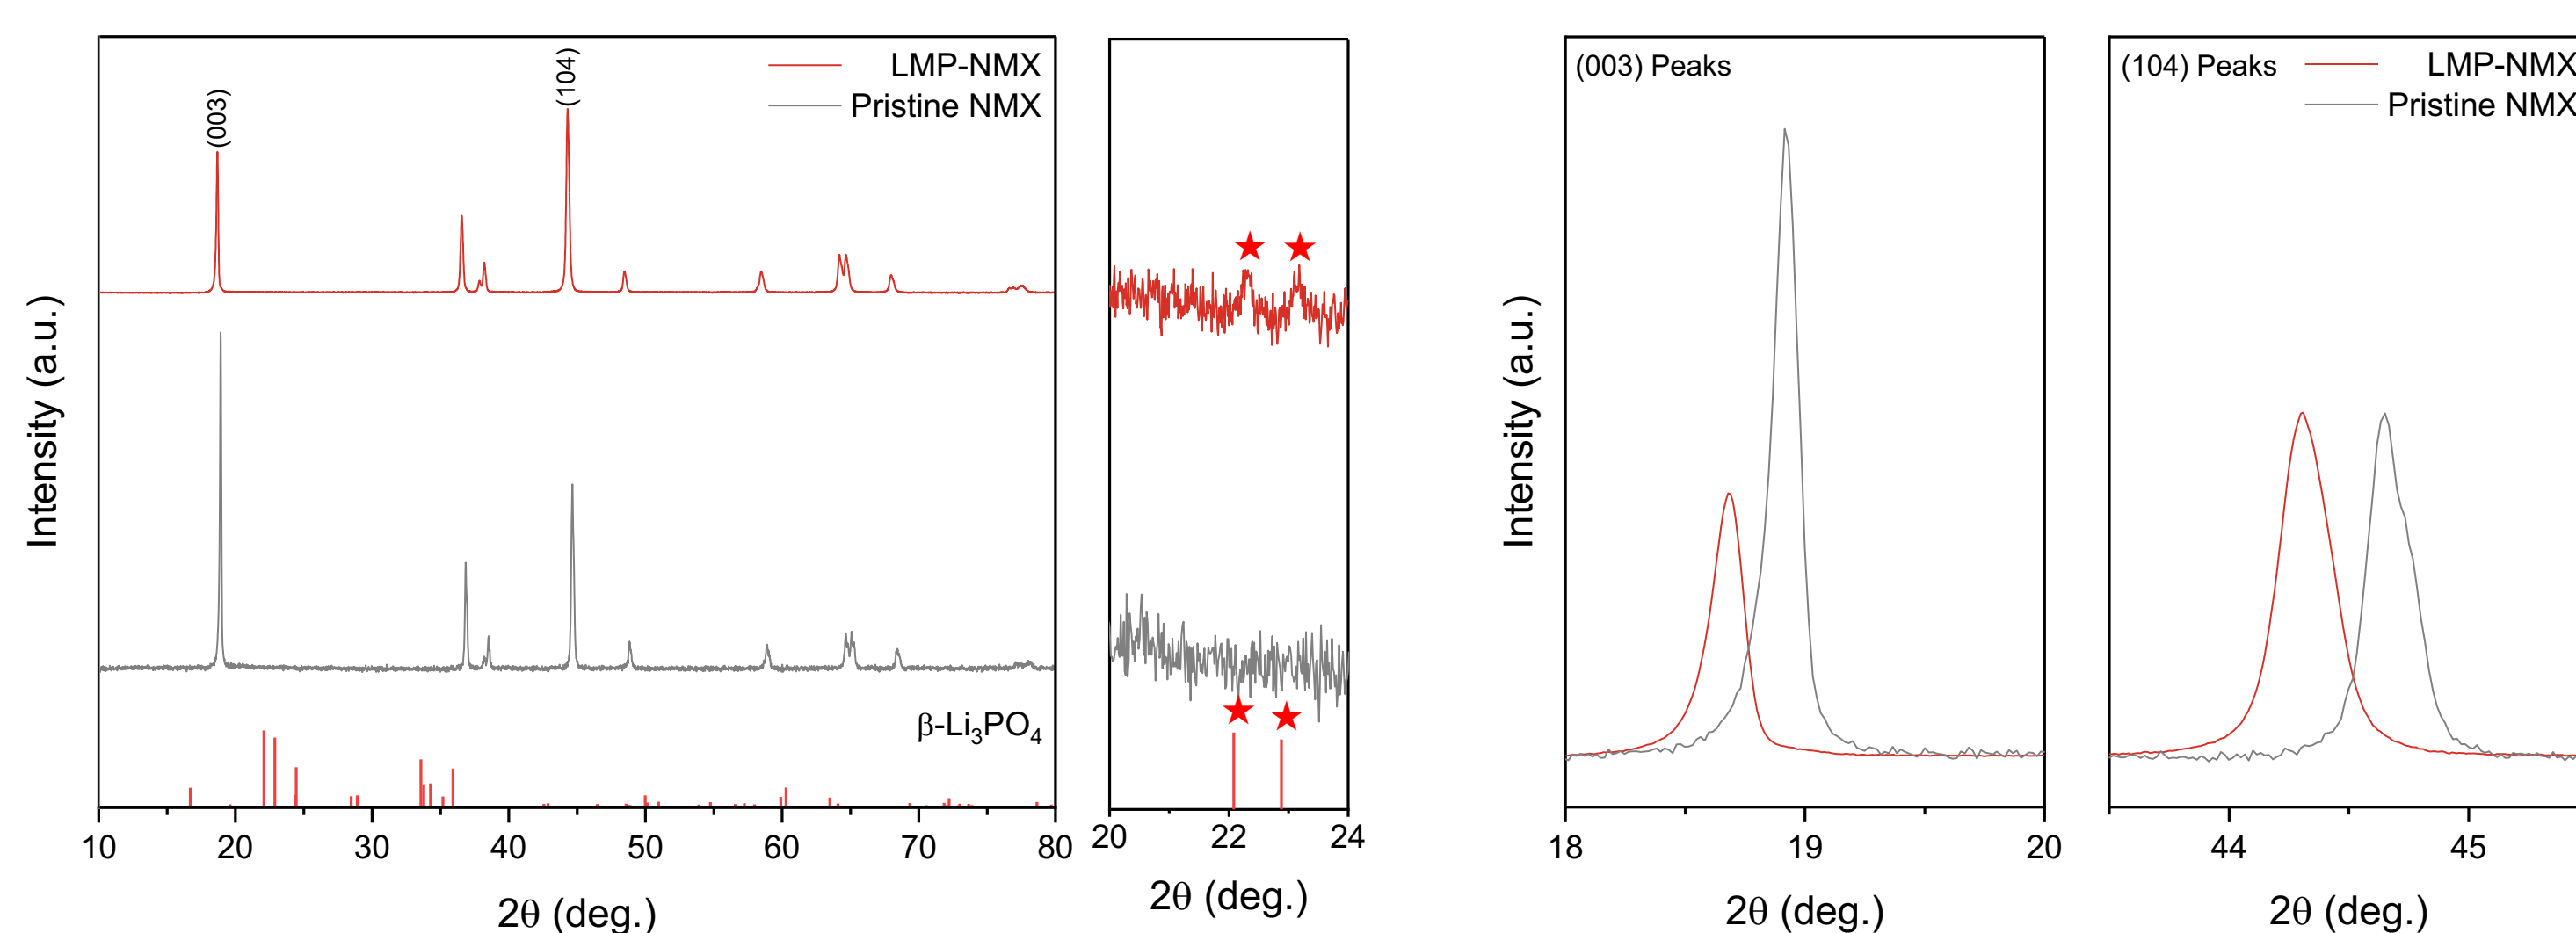 Intensity (a.u.)
(003)
(104)
LMP-NMX
Pristine NMX
β-Li₃PO₄
10 20 30 40 50 60 70 80
2θ (deg.)
20 22 24
2θ (deg.)
Intensity (a.u.)
(003) Peaks
18 19 20
2θ (deg.)
(104) Peaks
LMP-NMX
Pristine NMX
44 45
2θ (deg.)